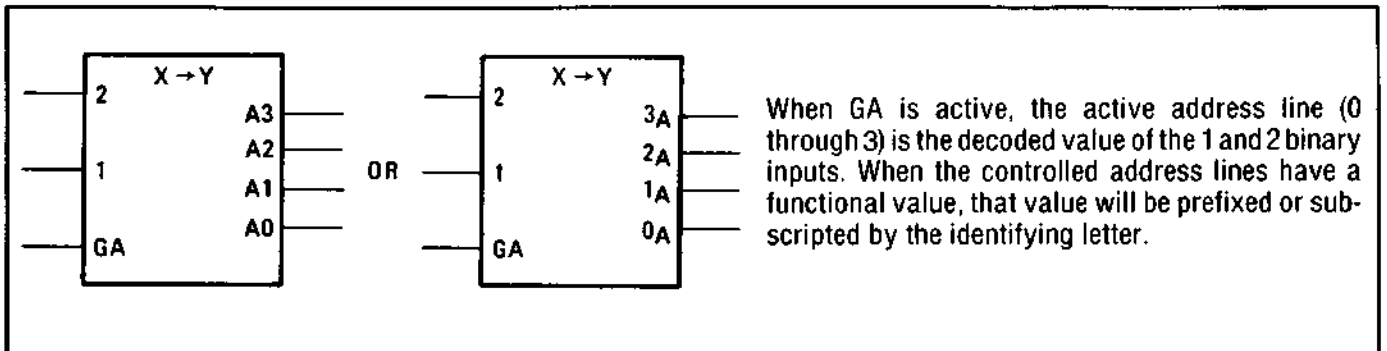 X → Y
2
1
GA
A3
A2
A1
A0
OR
X → Y
2
1
GA
3A
2A
1A
0A
When GA is active, the active address line (0
through 3) is the decoded value of the 1 and 2 binary
inputs. When the controlled address lines have a
functional value, that value will be prefixed or sub-
scripted by the identifying letter.